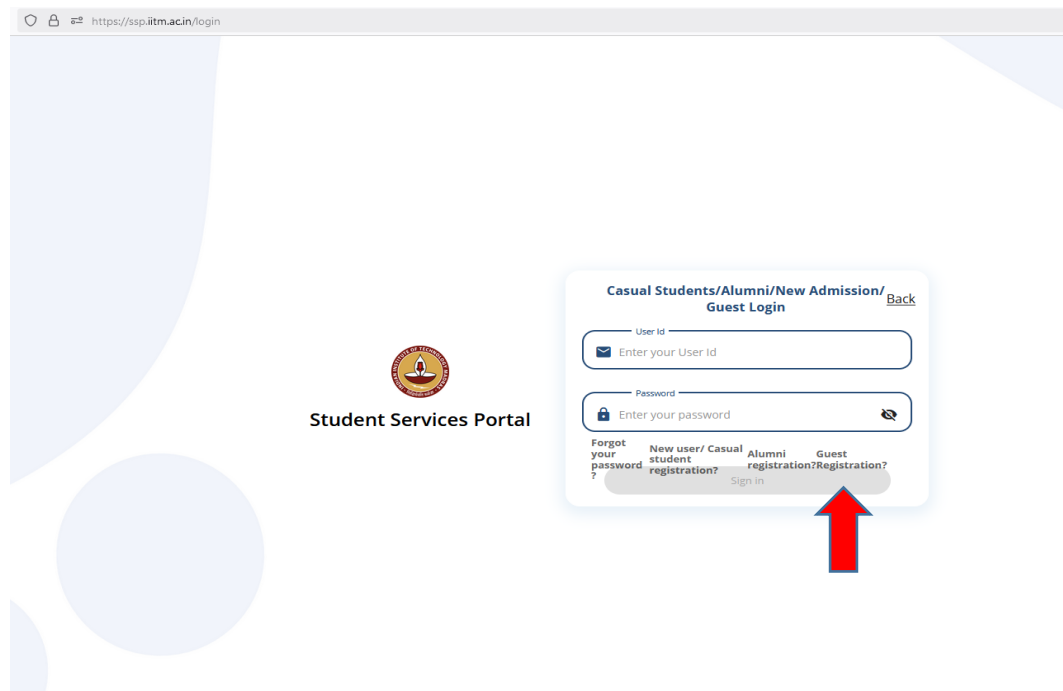 https://ssp.iitm.ac.in/login
Casual Students/Alumni/New Admission/
Guest Login
Back
User Id
Enter your User Id
Student Services Portal
Password
Enter your password
Forgot
your
password
?
New user/ Casual
student
registration?
Alumni
registration?
Guest
Registration?
Sign in